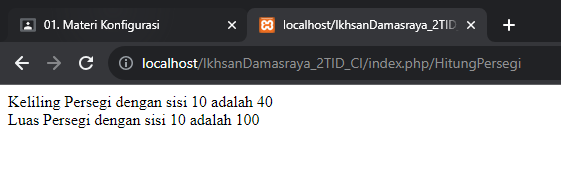 01. Materi Konfigurasi
localhost/IkhsanDamasraya_2TID_
localhost/IkhsanDamasraya_2TID_CI/index.php/HitungPersegi
Keliling Persegi dengan sisi 10 adalah 40
Luas Persegi dengan sisi 10 adalah 100